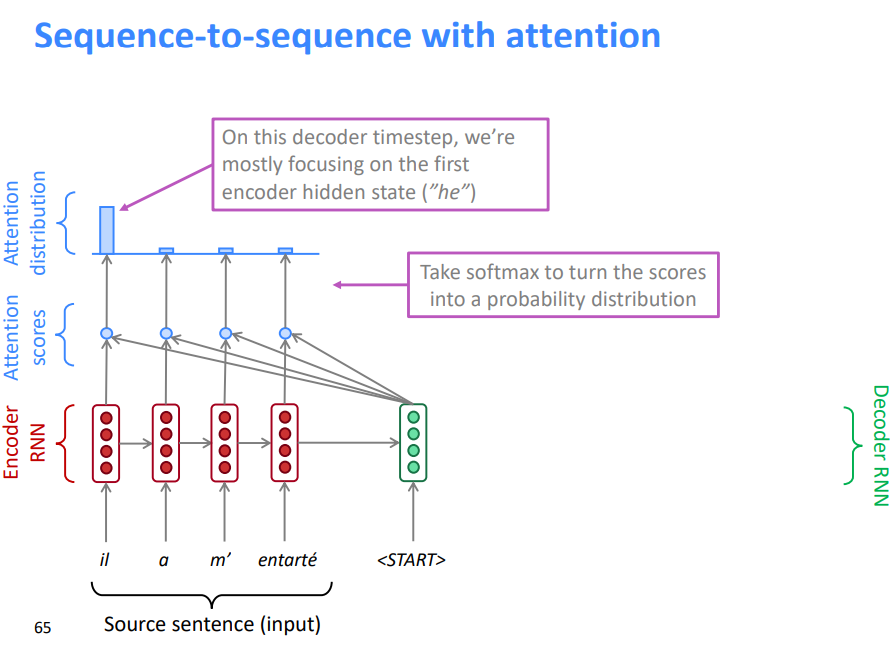 Sequence-to-sequence with attention
On this decoder timestep, we’re
mostly focusing on the first
encoder hidden state (”he”)
Attention
distribution
Take softmax to turn the scores
into a probability distribution
Attention
scores
Encoder
RNN
Decoder RNN
il a m’ entarté <START>
Source sentence (input)
65